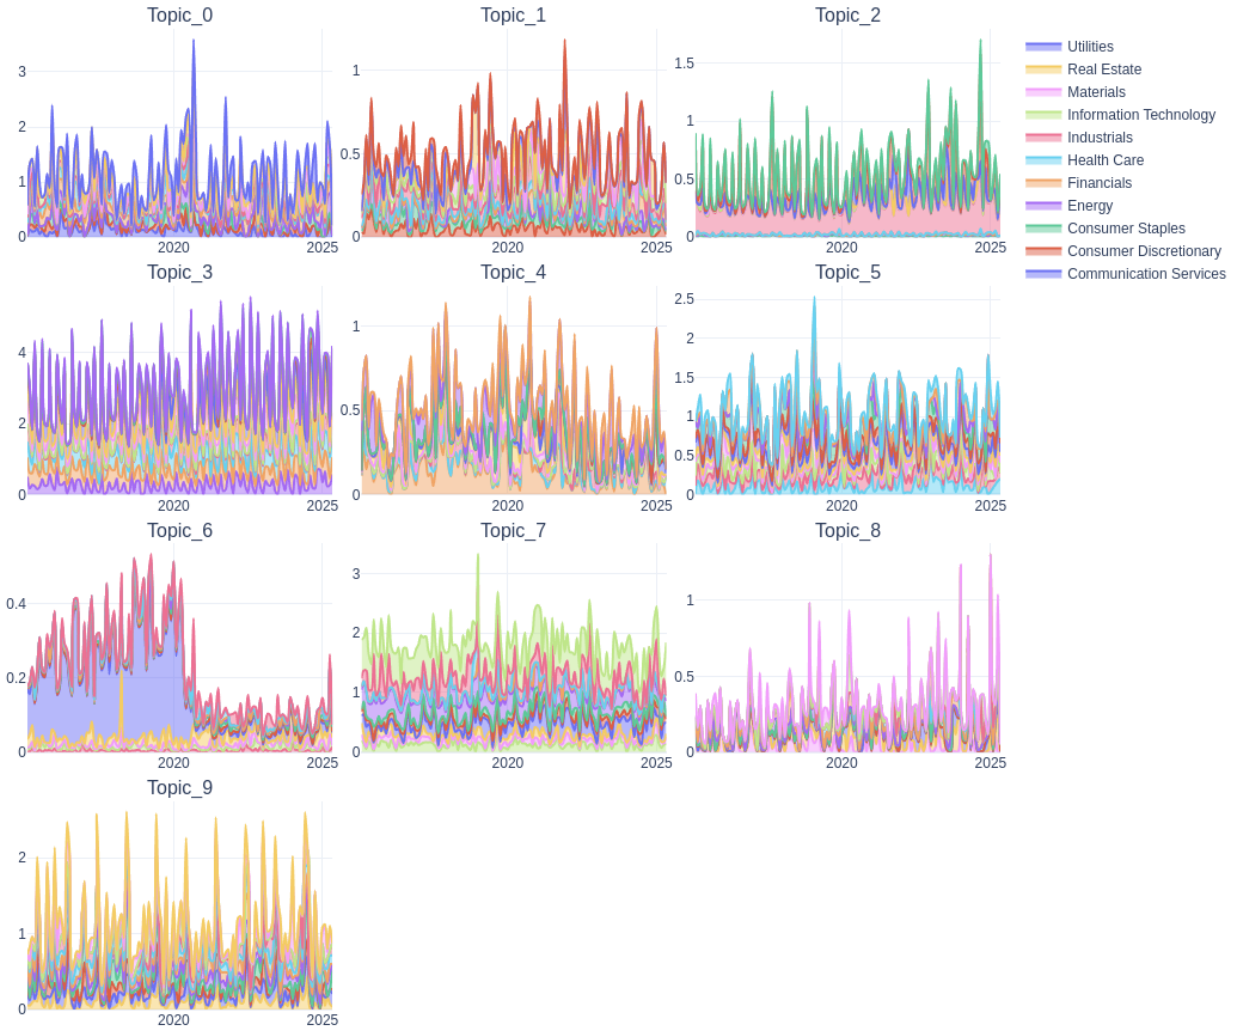 Topic_0
Topic_1
Topic_2
3
2
1
0
2020
2025
1
0.5
0
2020
2025
1.5
1
0.5
0
2020
2025
Utilities
Real Estate
Materials
Information Technology
Industrials
Health Care
Financials
Energy
Consumer Staples
Consumer Discretionary
Communication Services
Topic_3
Topic_4
Topic_5
4
2
0
2020
2025
1
0.5
0
2020
2025
2.5
2
1.5
1
0.5
0
2020
2025
Topic_6
Topic_7
Topic_8
0.4
0.2
0
2020
2025
3
2
1
0
2020
2025
1
0.5
0
2020
2025
Topic_9
2
1
0
2020
2025